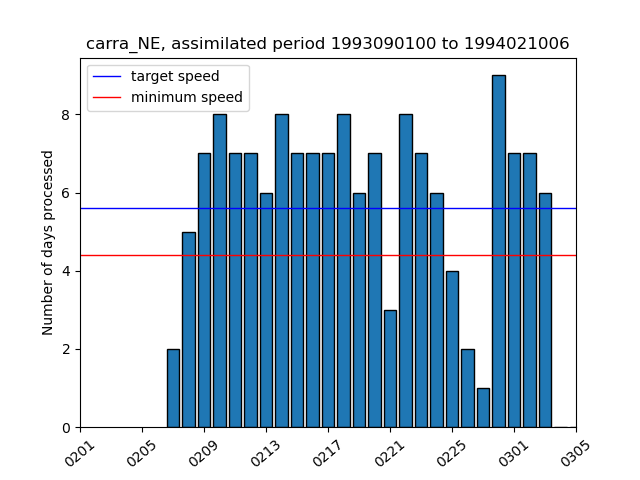 carra_NE, assimilated period 1993090100 to 1994021006
target speed
minimum speed
Number of days processed
8
6
4
2
0
0201 0205 0209 0213 0217 0221 0225 0301 0305